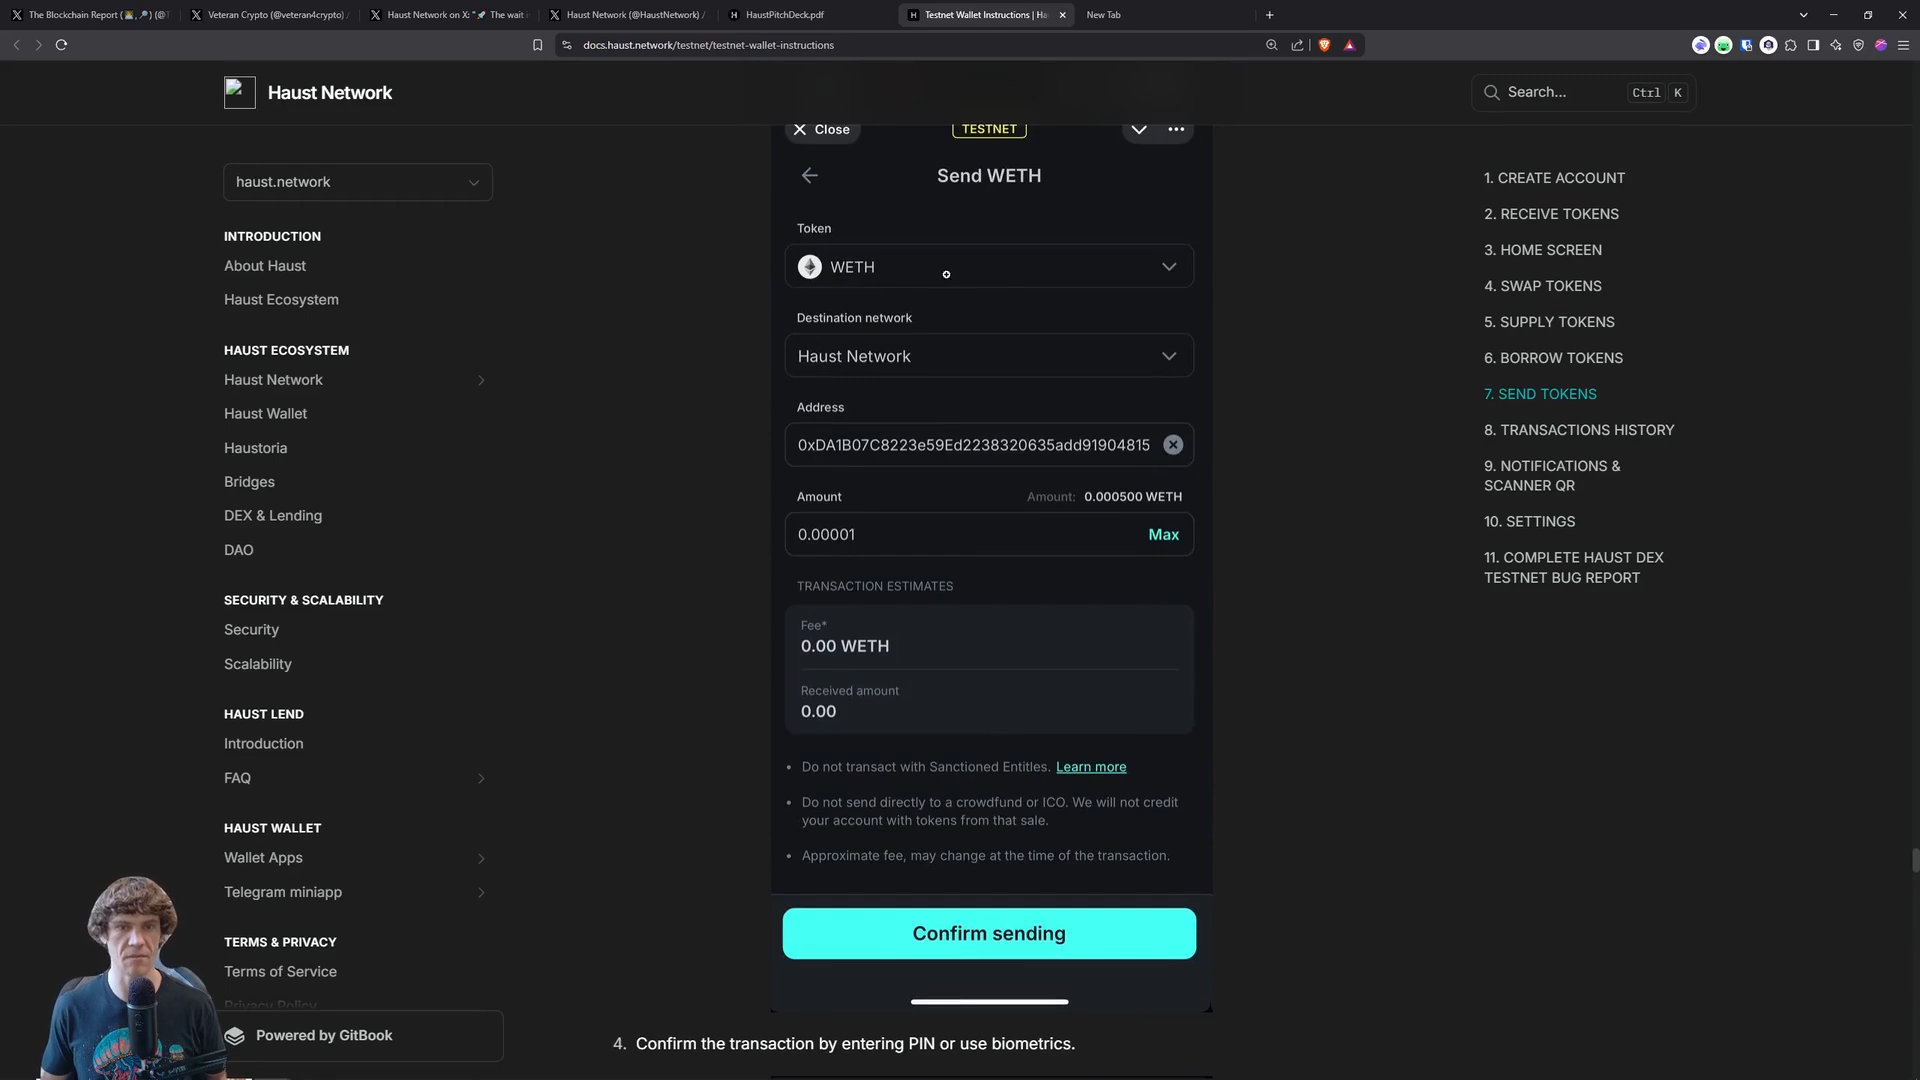 The Blockchain Report
Veteran Crypto (@veteran4crypto) /
Haust Network on X: "🚀 The wait i
Haust Network (@HaustNetwork) /
HaustPitchDeck.pdf
Testnet Wallet Instructions | Ha
New Tab
docs.haust.network/testnet/testnet-wallet-instructions
Haust Network
Search...
Ctrl
K
haust.network
INTRODUCTION
About Haust
Haust Ecosystem
HAUST ECOSYSTEM
Haust Network
Haust Wallet
Haustoria
Bridges
DEX & Lending
DAO
SECURITY & SCALABILITY
Security
Scalability
HAUST LEND
Introduction
FAQ
HAUST WALLET
Wallet Apps
Telegram miniapp
TERMS & PRIVACY
Terms of Service
Privacy Policy
Powered by GitBook
Close
TESTNET
Send WETH
Token
WETH
Destination network
Haust Network
Address
0xDA1B07C8223e59Ed2238320635add91904815
Amount
Amount: 0.000500 WETH
0.00001
Max
TRANSACTION ESTIMATES
Fee*
0.00 WETH
Received amount
0.00
• Do not transact with Sanctioned Entitles. Learn more
• Do not send directly to a crowdfund or ICO. We will not credit
your account with tokens from that sale.
• Approximate fee, may change at the time of the transaction.
Confirm sending
4. Confirm the transaction by entering PIN or use biometrics.
1. CREATE ACCOUNT
2. RECEIVE TOKENS
3. HOME SCREEN
4. SWAP TOKENS
5. SUPPLY TOKENS
6. BORROW TOKENS
7. SEND TOKENS
8. TRANSACTIONS HISTORY
9. NOTIFICATIONS &
SCANNER QR
10. SETTINGS
11. COMPLETE HAUST DEX
TESTNET BUG REPORT